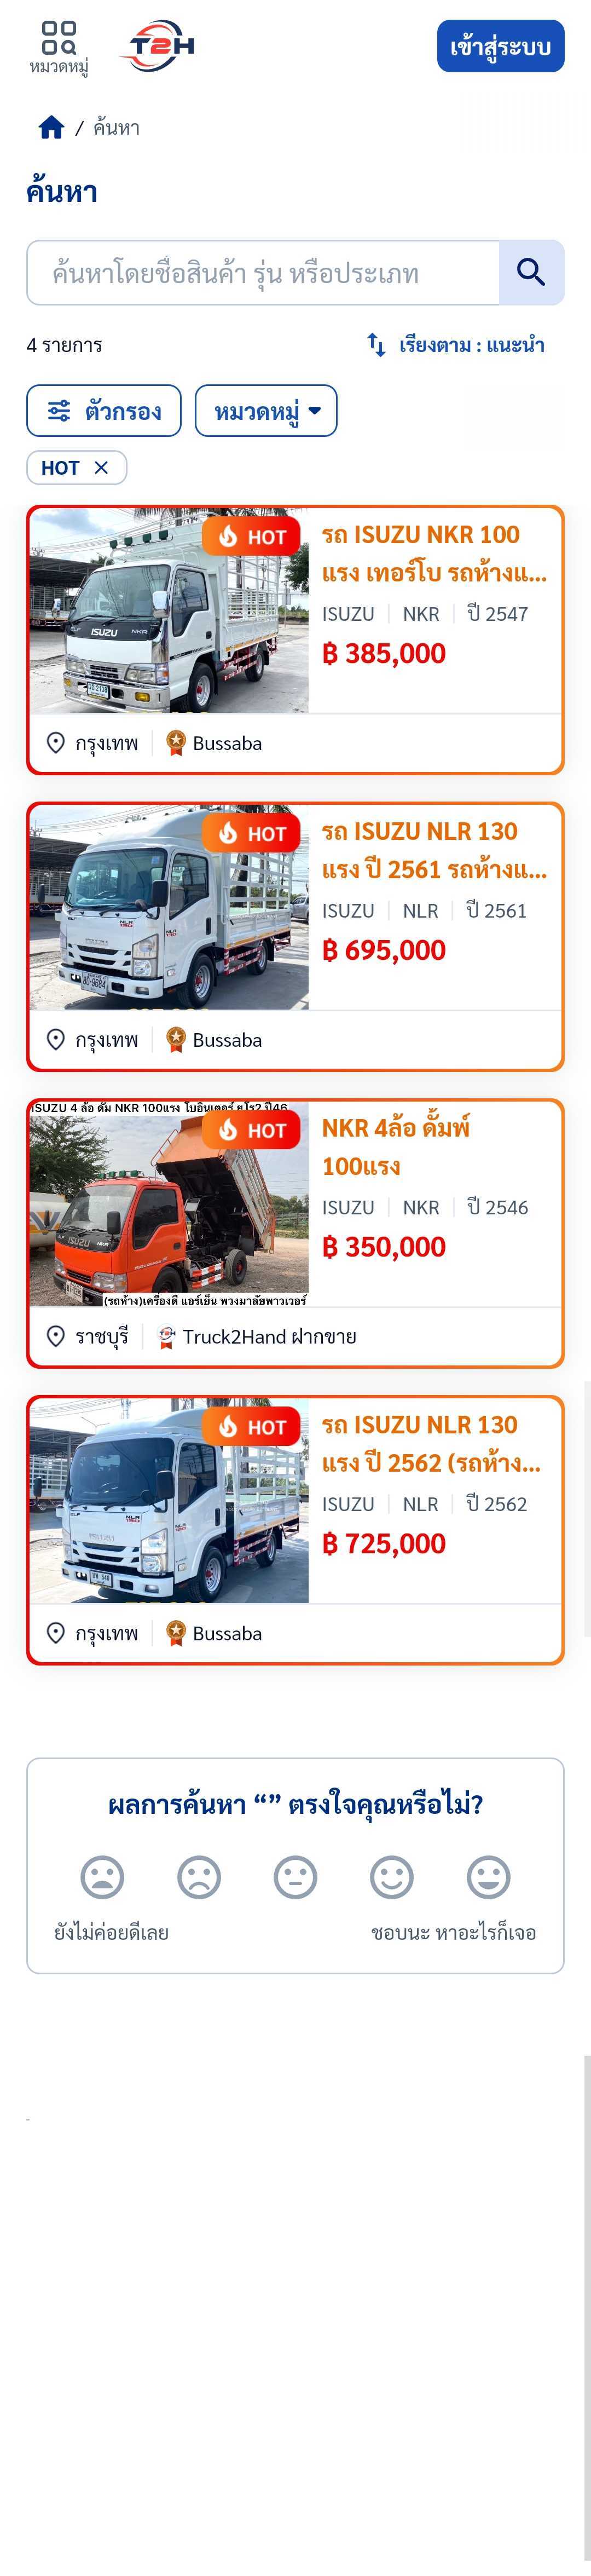 หมวดหมู่
T2H
เข้าสู่ระบบ
/ ค้นหา
ค้นหา
ค้นหาโดยชื่อสินค้า รุ่น หรือประเภท
4 รายการ
เรียงตาม : แนะนำ
ตัวกรอง
หมวดหมู่
HOT
HOT
รถ ISUZU NKR 100
แรง เทอร์โบ รถห้างแ...
ISUZU | NKR | ปี 2547
฿ 385,000
ISUZU NKR
กรุงเทพ | Bussaba
HOT
รถ ISUZU NLR 130
แรง ปี 2561 รถห้างแ...
ISUZU | NLR | ปี 2561
฿ 695,000
NLR
80-9684
กรุงเทพ | Bussaba
ISUZU 4 ล้อ ดั้ม NKR 100แรง โบอินเตอร์ ยูโร2 ปี46
HOT
NKR 4ล้อ ดั้มพ์
100แรง
ISUZU | NKR | ปี 2546
฿ 350,000
ISUZU NKR
(รถห้าง)เครื่องดี แอร์เย็น พวงมาลัยพาวเวอร์
ราชบุรี | Truck2Hand ฝากขาย
HOT
รถ ISUZU NLR 130
แรง ปี 2562 (รถห้าง...
ISUZU | NLR | ปี 2562
฿ 725,000
NLR
กรุงเทพ | Bussaba
ผลการค้นหา “” ตรงใจคุณหรือไม่?
ยังไม่ค่อยดีเลย
ชอบนะ หาอะไรก็เจอ
-